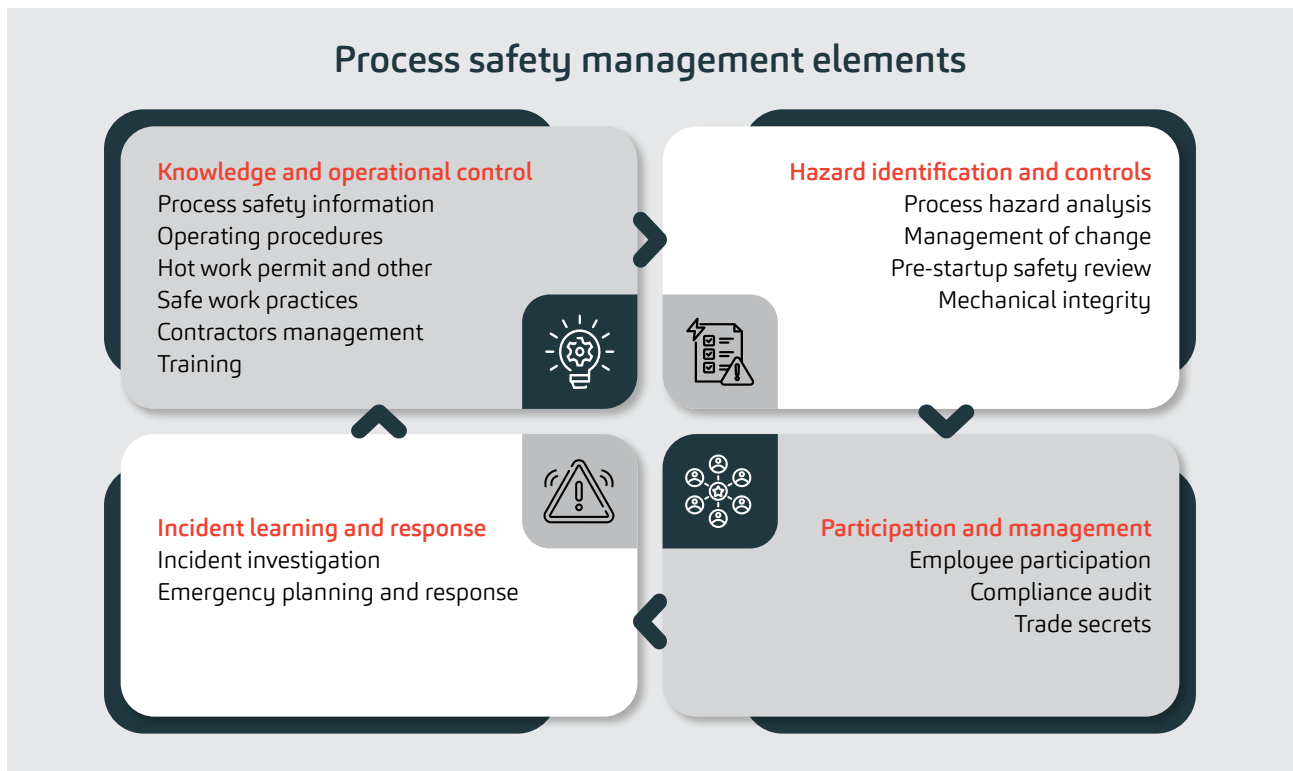 Process safety management elements
Knowledge and operational control
Process safety information
Operating procedures
Hot work permit and other
Safe work practices
Contractors management
Training
Hazard identification and controls
Process hazard analysis
Management of change
Pre-startup safety review
Mechanical integrity
Incident learning and response
Incident investigation
Emergency planning and response
Participation and management
Employee participation
Compliance audit
Trade secrets